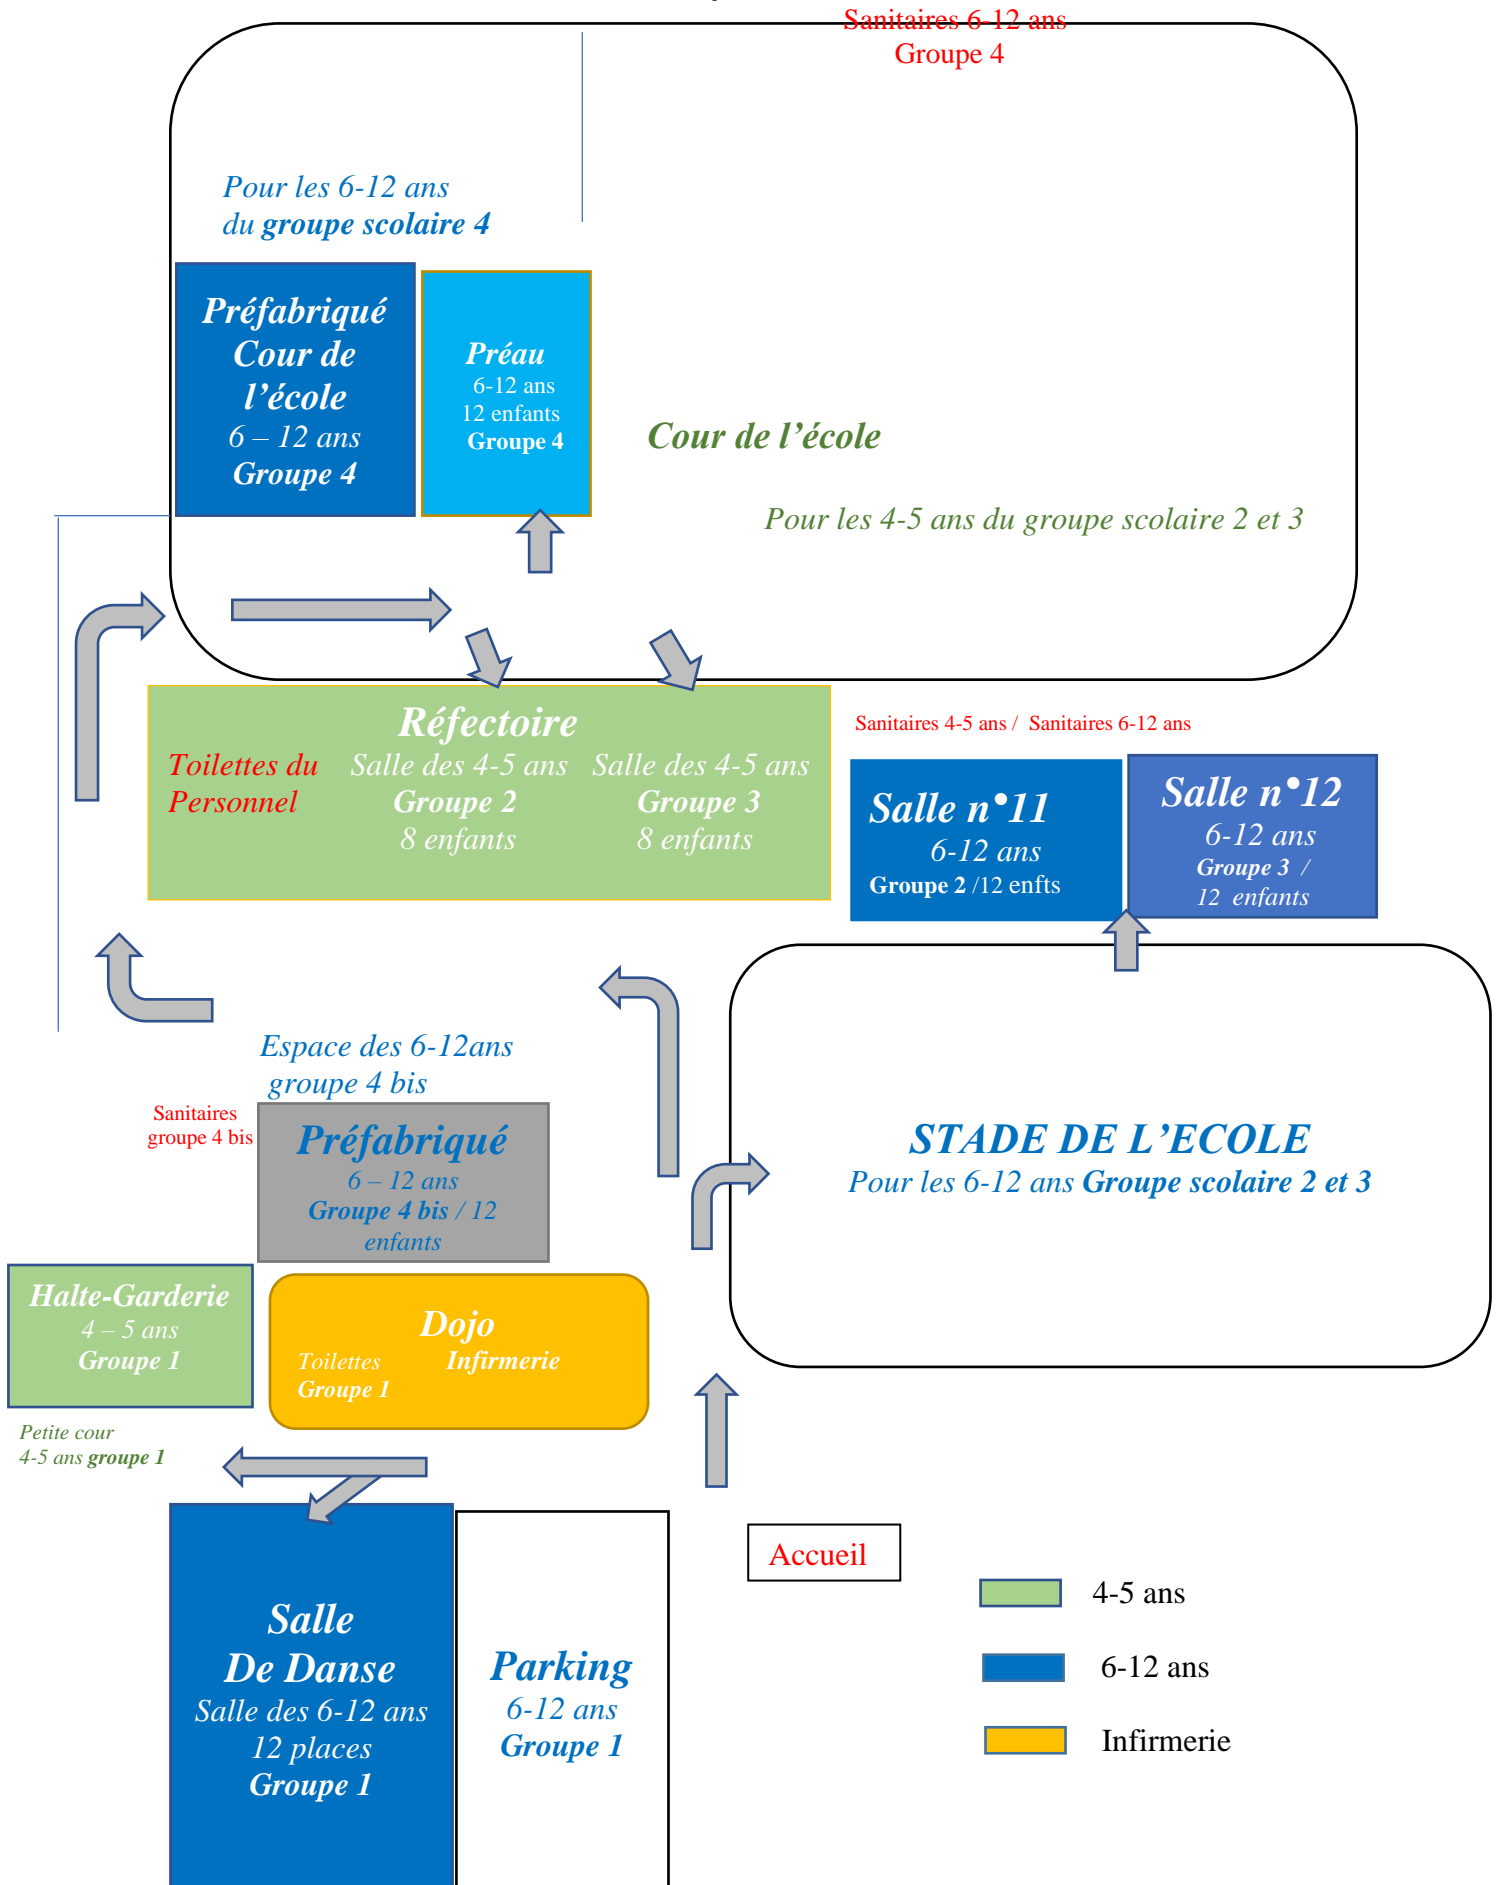 Sanitaires 6-12 ans
Groupe 4
Pour les 6-12 ans
du groupe scolaire 4
Préfabriqué
Cour de
l’école
6 – 12 ans
Groupe 4
Préau
6-12 ans
12 enfants
Groupe 4
Cour de l’école
Pour les 4-5 ans du groupe scolaire 2 et 3
Réfectoire
Toilettes du
Personnel
Salle des 4-5 ans
Groupe 2
8 enfants
Salle des 4-5 ans
Groupe 3
8 enfants
Sanitaires 4-5 ans / Sanitaires 6-12 ans
Salle n°11
6-12 ans
Groupe 2 /12 enfts
Salle n°12
6-12 ans
Groupe 3 /
12 enfants
Espace des 6-12ans
groupe 4 bis
Sanitaires
groupe 4 bis
Préfabriqué
6 – 12 ans
Groupe 4 bis / 12
enfants
STADE DE L’ECOLE
Pour les 6-12 ans Groupe scolaire 2 et 3
Halte-Garderie
4 – 5 ans
Groupe 1
Dojo
Toilettes
Groupe 1
Infirmerie
Petite cour
4-5 ans groupe 1
Salle
De Danse
Salle des 6-12 ans
12 places
Groupe 1
Parking
6-12 ans
Groupe 1
Accueil
4-5 ans
6-12 ans
Infirmerie